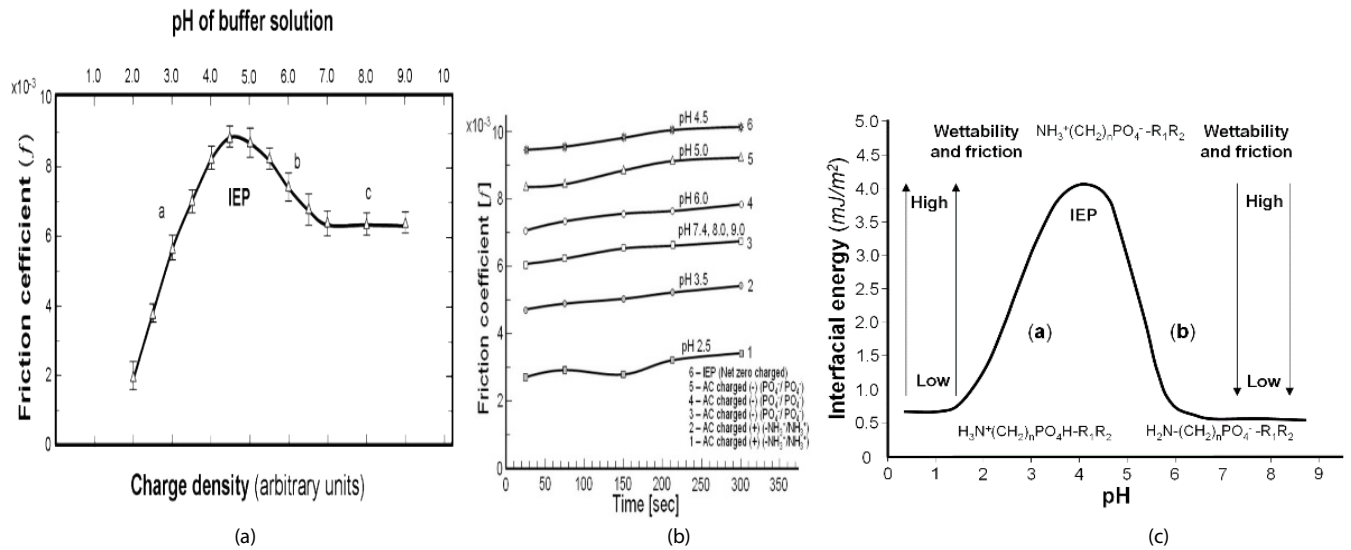 pH of buffer solution
1.0 2.0 3.0 4.0 5.0 6.0 7.0 8.0 9.0 10
x10⁻³
10
8
6
4
2
0
Friction cefficient (f)
a
IEP
b
c
Charge density (arbitrary units)
(a)
x10⁻³
10
8
6
4
2
0
Friction coefficient [f]
pH 4.5
6
pH 5.0
5
pH 6.0
4
pH 7.4, 8.0, 9.0
3
pH 3.5
2
pH 2.5
1
6 – IEP (Net zero charged)
5 – AC charged (-) (PO₄⁻/ PO₄⁻)
4 – AC charged (-) (PO₄⁻/ PO₄⁻)
3 – AC charged (-) (PO₄⁻/ PO₄⁻)
2 – AC charged (+) (-NH₃⁺/NH₃⁺)
1 – AC charged (+) (-NH₃⁺/NH₃⁺)
0 50 100 150 200 250 300 350
Time [sec]
(b)
5.0
4.5
4.0
3.5
3.0
2.5
2.0
1.5
1.0
0.5
0
Interfacial energy (mJ/m²)
Wettability
and friction
NH₃⁺(CH₂)ₙPO₄⁻-R₁R₂
Wettability
and friction
High
IEP
High
(a)
(b)
Low
Low
H₃N⁺(CH₂)ₙPO₄H-R₁R₂
H₂N-(CH₂)ₙPO₄⁻-R₁R₂
0 1 2 3 4 5 6 7 8 9
pH
(c)